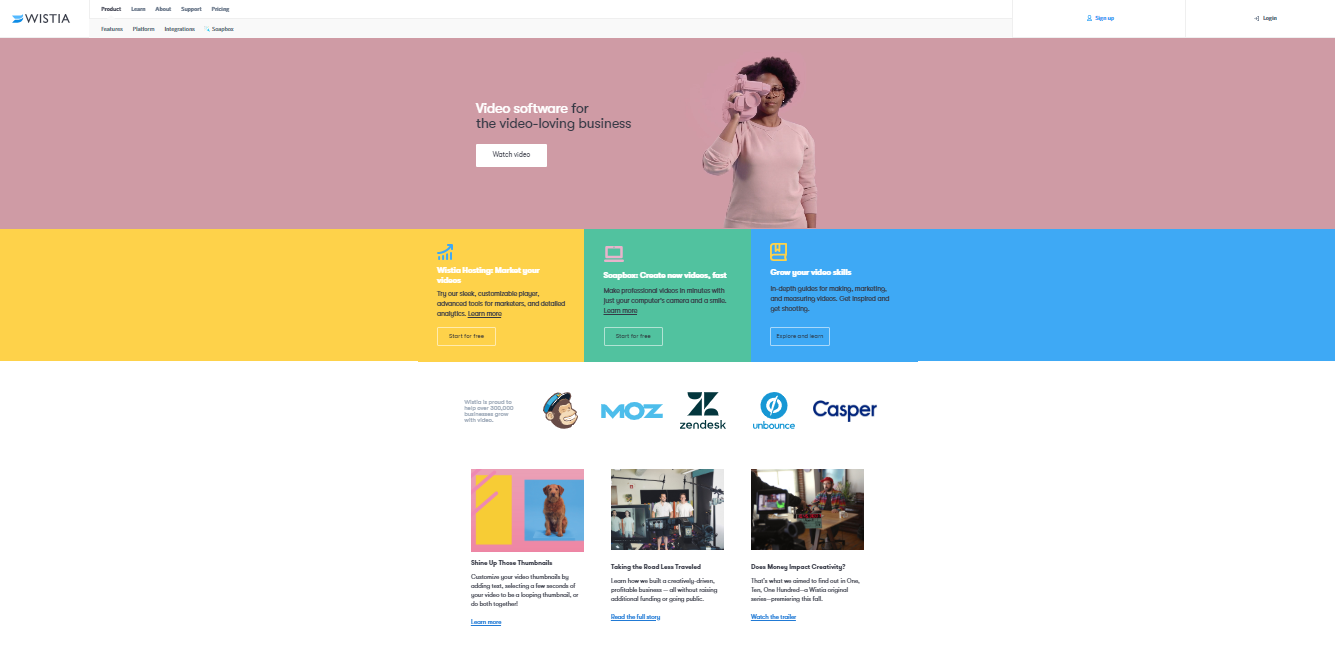 WISTIA
Product Learn About Support Pricing
Features Platform Integrations Soapbox
Sign up
Login
Video software for
the video-loving business
Watch video
Wistia Hosting: Market your
videos
Try our sleek, customizable player,
advanced tools for marketers, and detailed
analytics. Learn more
Start for free
Soapbox: Create new videos, fast
Make professional videos in minutes with
just your computer's camera and a smile.
Learn more
Start for free
Grow your video skills
In-depth guides for making, marketing,
and measuring videos. Get inspired and
get shooting.
Explore and learn
Wistia is proud to
help over 300,000
businesses grow
with video.
MOZ
zendesk
unbounce
Casper
Shine Up Those Thumbnails
Customize your video thumbnails by
adding text, selecting a few seconds of
your video to be a looping thumbnail, or
do both together!
Learn more
Taking the Road Less Traveled
Learn how we built a creatively-driven,
profitable business — all without raising
additional funding or going public.
Read the full story
Does Money Impact Creativity?
That's what we aimed to find out in One,
Ten, One Hundred—a Wistia original
series—premiering this fall.
Watch the trailer